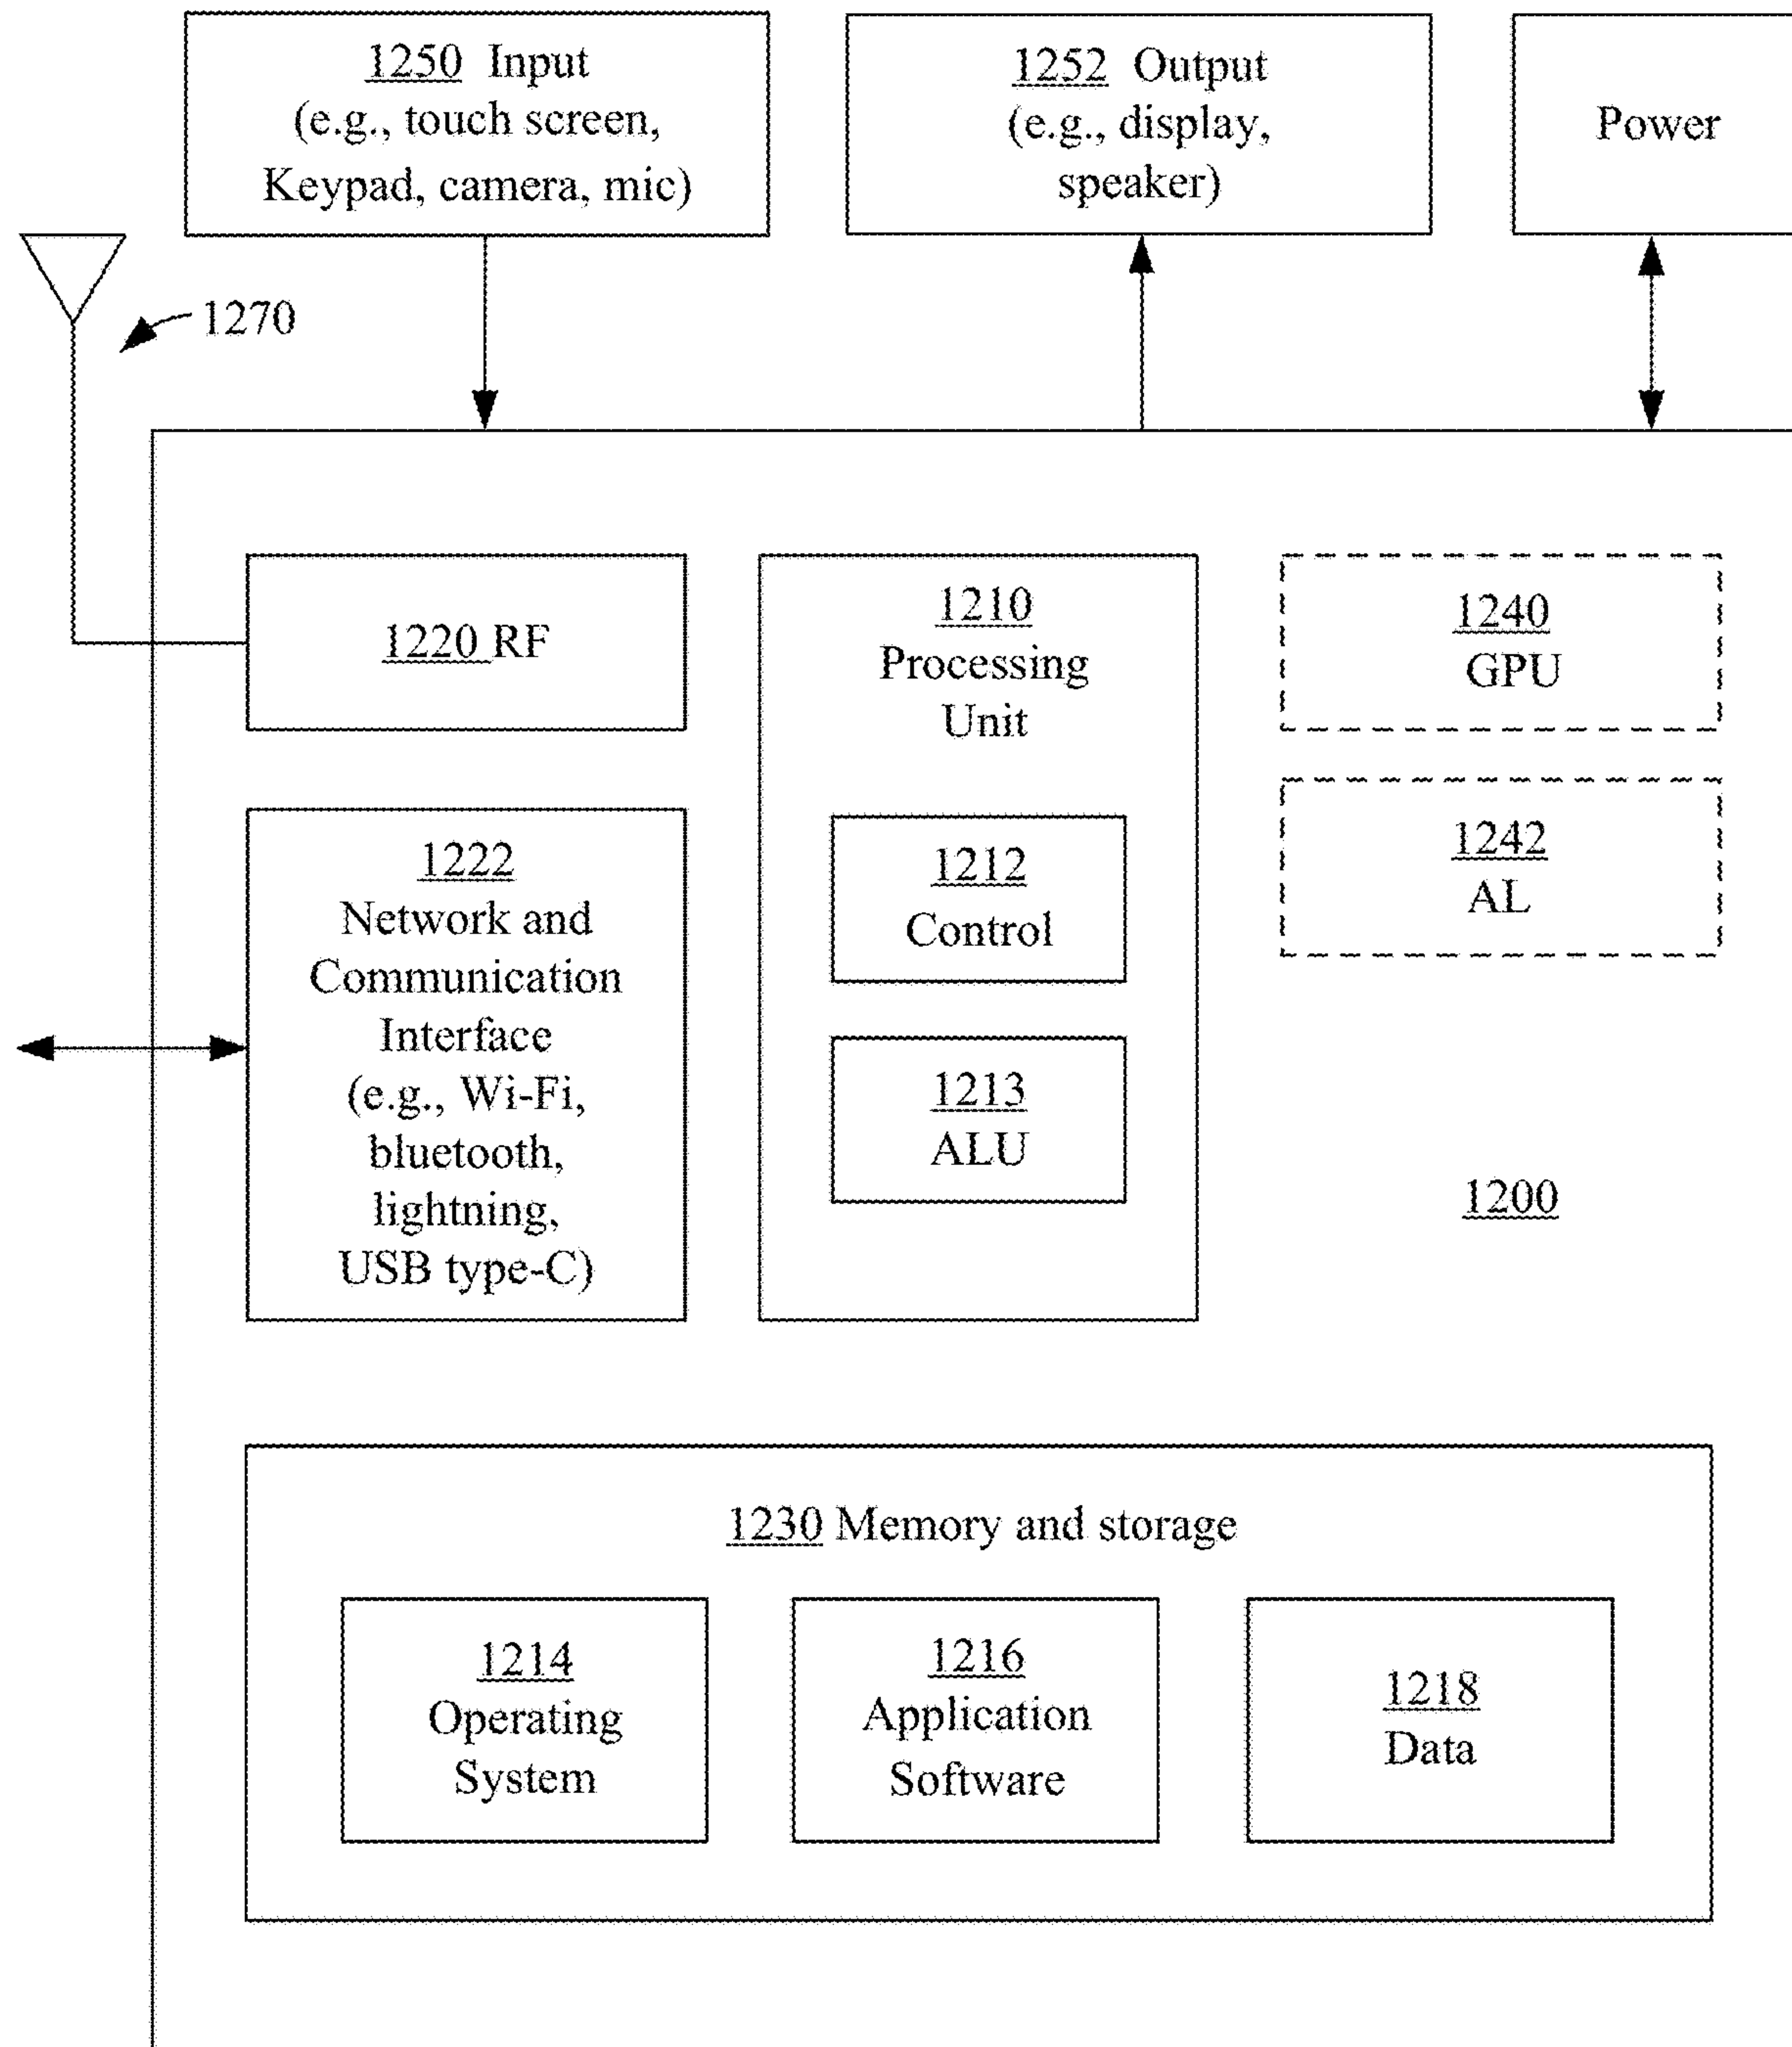 1250 Input
(e.g., touch screen,
Keypad, camera, mic)
1252 Output
(e.g., display,
speaker)
Power
1270
1220 RF
1210
Processing
Unit
1240
GPU
1222
Network and
Communication
Interface
(e.g., Wi-Fi,
bluetooth,
lightning,
USB type-C)
1212
Control
1242
AL
1213
ALU
1200
1230 Memory and storage
1214
Operating
System
1216
Application
Software
1218
Data